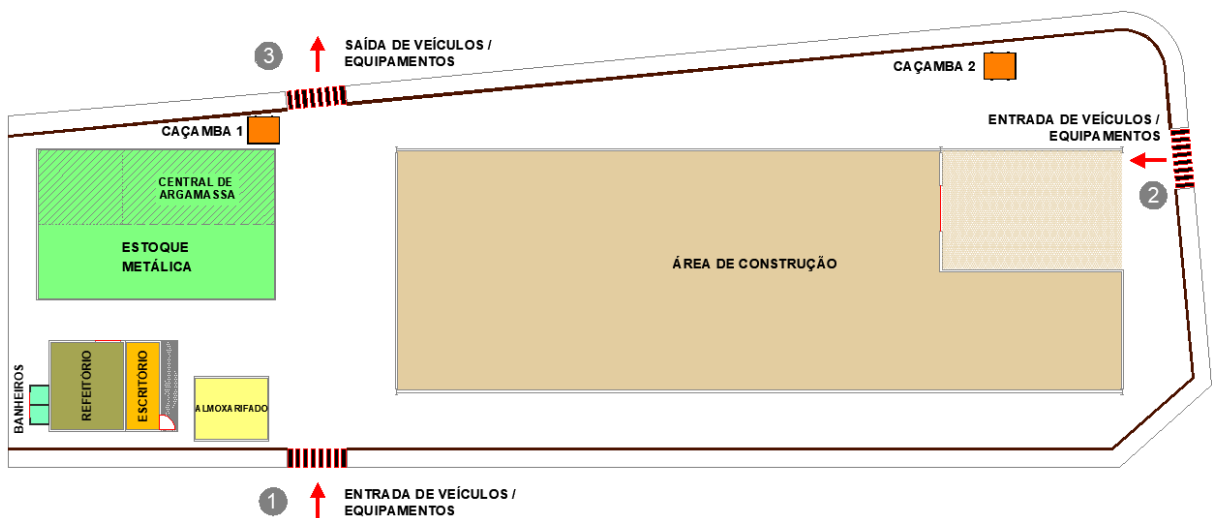 3
SAÍDA DE VEÍCULOS /
EQUIPAMENTOS
CAÇAMBA 2
CAÇAMBA 1
ENTRADA DE VEÍCULOS /
EQUIPAMENTOS
2
CENTRAL DE
ARGAMASSA
ESTOQUE
METÁLICA
ÁREA DE CONSTRUÇÃO
BANHEIROS
REFEITÓRIO
ESCRITÓRIO
ALMOXARIFADO
1
ENTRADA DE VEÍCULOS /
EQUIPAMENTOS